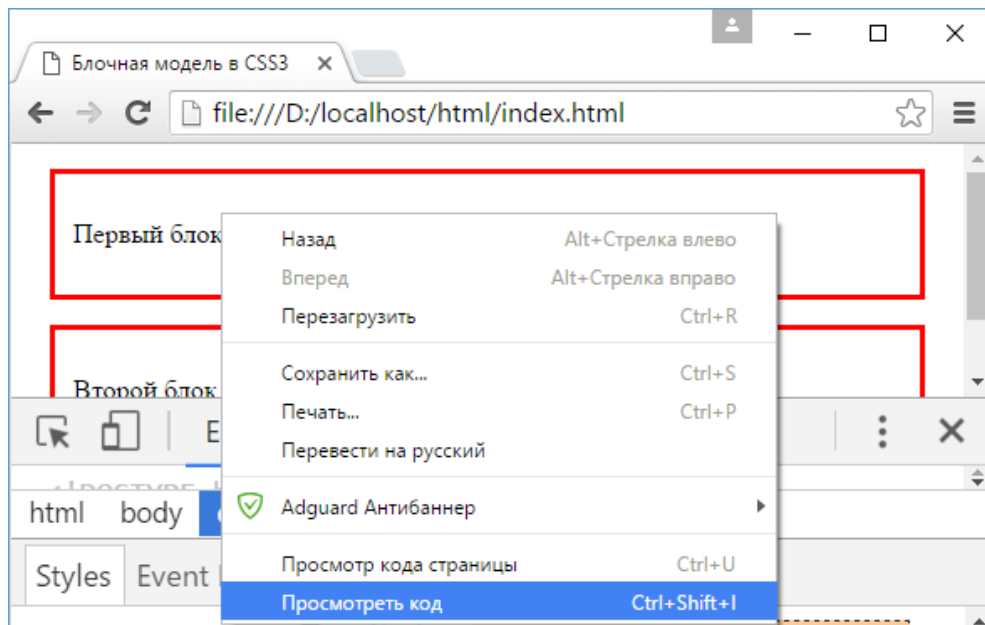 Блочная модель в CSS3
file:///D:/localhost/html/index.html
Первый блок
Назад Alt+Стрелка влево
Вперед Alt+Стрелка вправо
Перезагрузить Ctrl+R
Сохранить как... Ctrl+S
Второй блок
Печать... Ctrl+P
Перевести на русский
Adguard Антибаннер
html body
Просмотр кода страницы Ctrl+U
Styles Event
Просмотреть код Ctrl+Shift+I